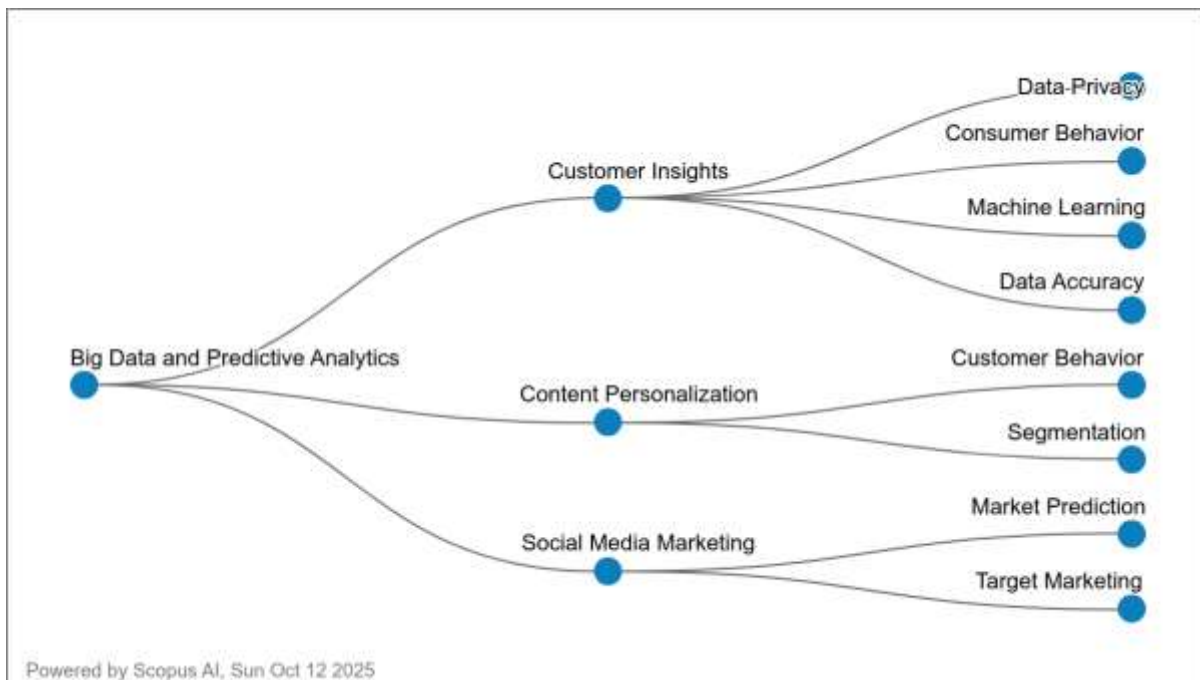 Data Privacy
Consumer Behavior
Customer Insights
Machine Learning
Data Accuracy
Big Data and Predictive Analytics
Customer Behavior
Content Personalization
Segmentation
Market Prediction
Social Media Marketing
Target Marketing
Powered by Scopus AI, Sun Oct 12 2025